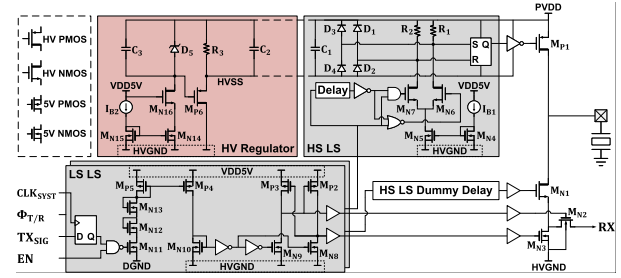 HV PMOS
HV NMOS
5V PMOS
5V NMOS
C3
D5
R3
C2
HVSS
VDD5V
IB2
MN16
MP6
MN15
MN14
HVGND
HV Regulator
C1
D3
D1
D4
D2
R2
R1
S Q
R
Delay
MN7
MN6
VDD5V
IB1
MN5
MN4
HVGND
HS LS
PVDD
MP1
LS LS
VDD5V
MP5
MP4
MP3
MP2
CLKSYST
ΦT/R
TXSIG
EN
D Q
MN13
MN12
MN11
DGND
MN10
MN9
MN8
HVGND
HS LS Dummy Delay
MN1
MN2
MN3
RX
HVGND